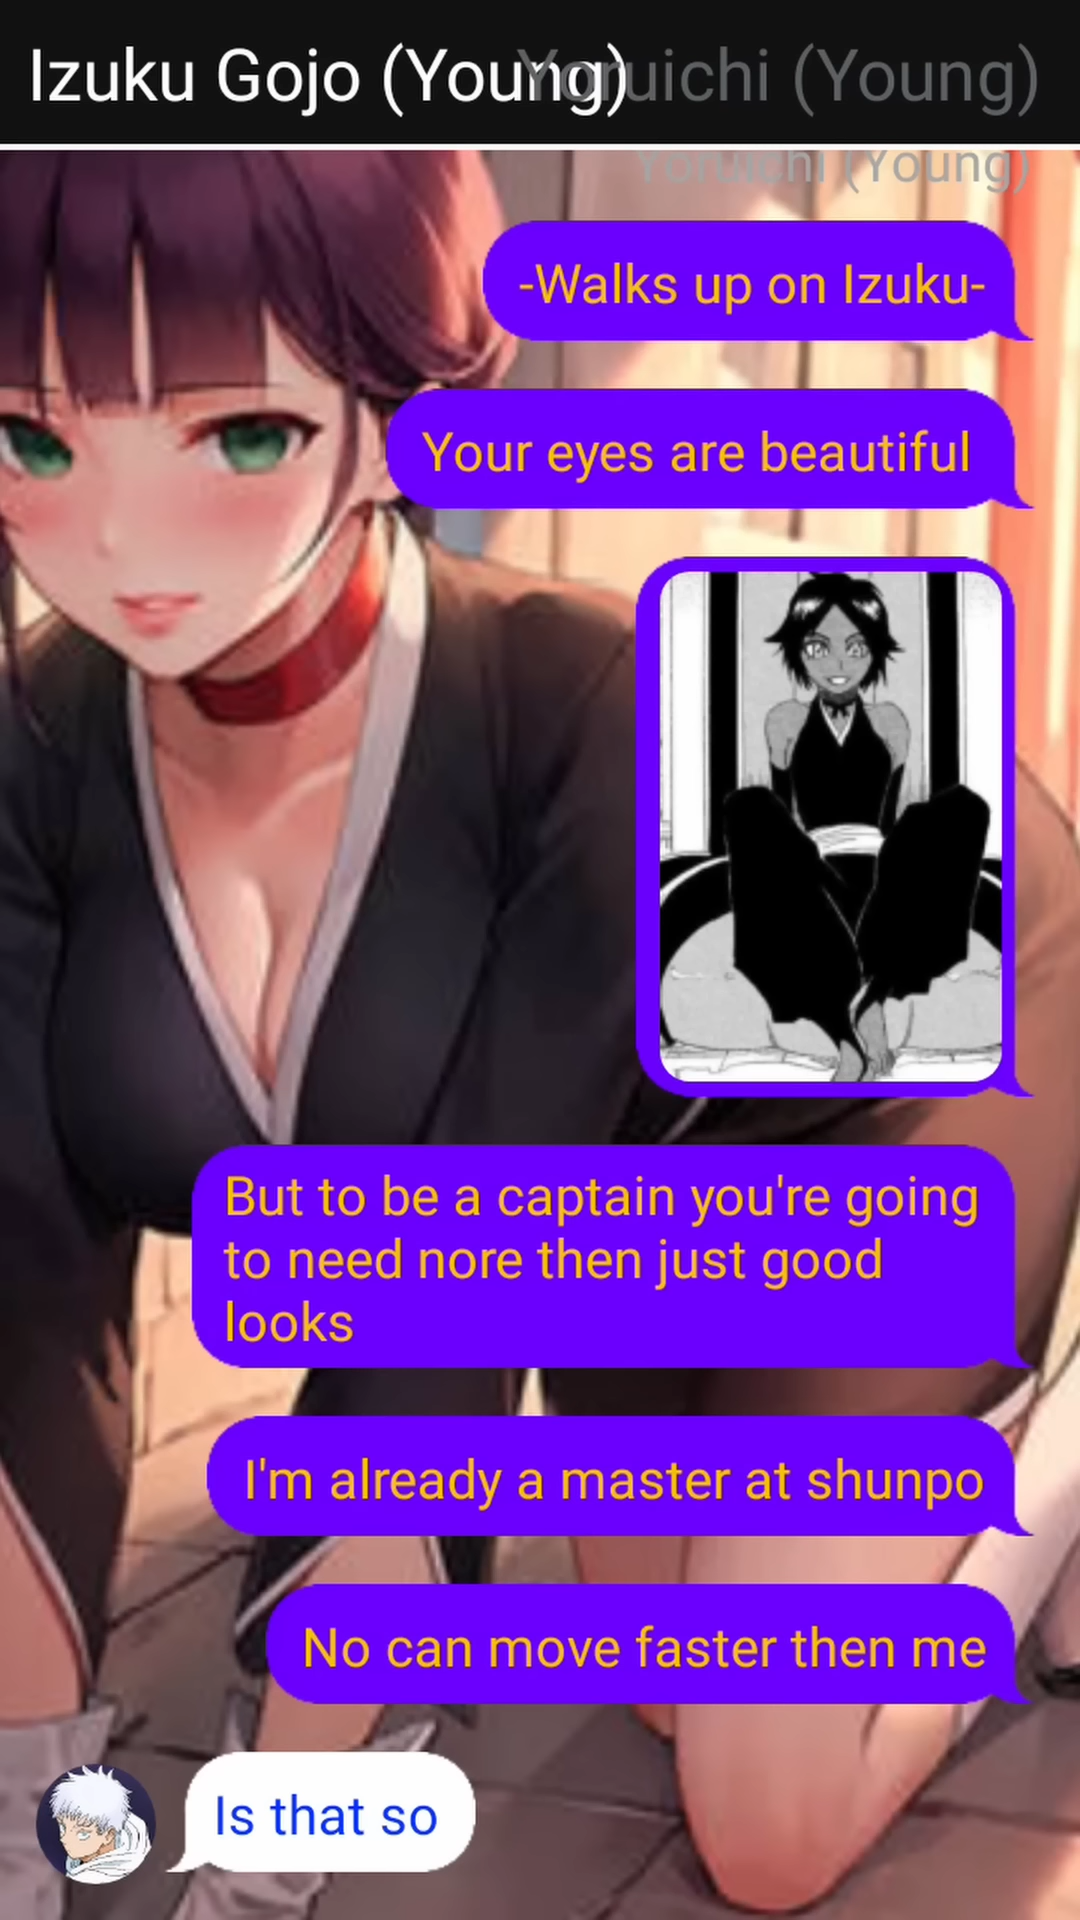 Izuku Gojo (Young)
Yoruichi (Young)
Yoruichi (Young)
-Walks up on Izuku-
Your eyes are beautiful
But to be a captain you're going
to need nore then just good
looks
I'm already a master at shunpo
No can move faster then me
Is that so